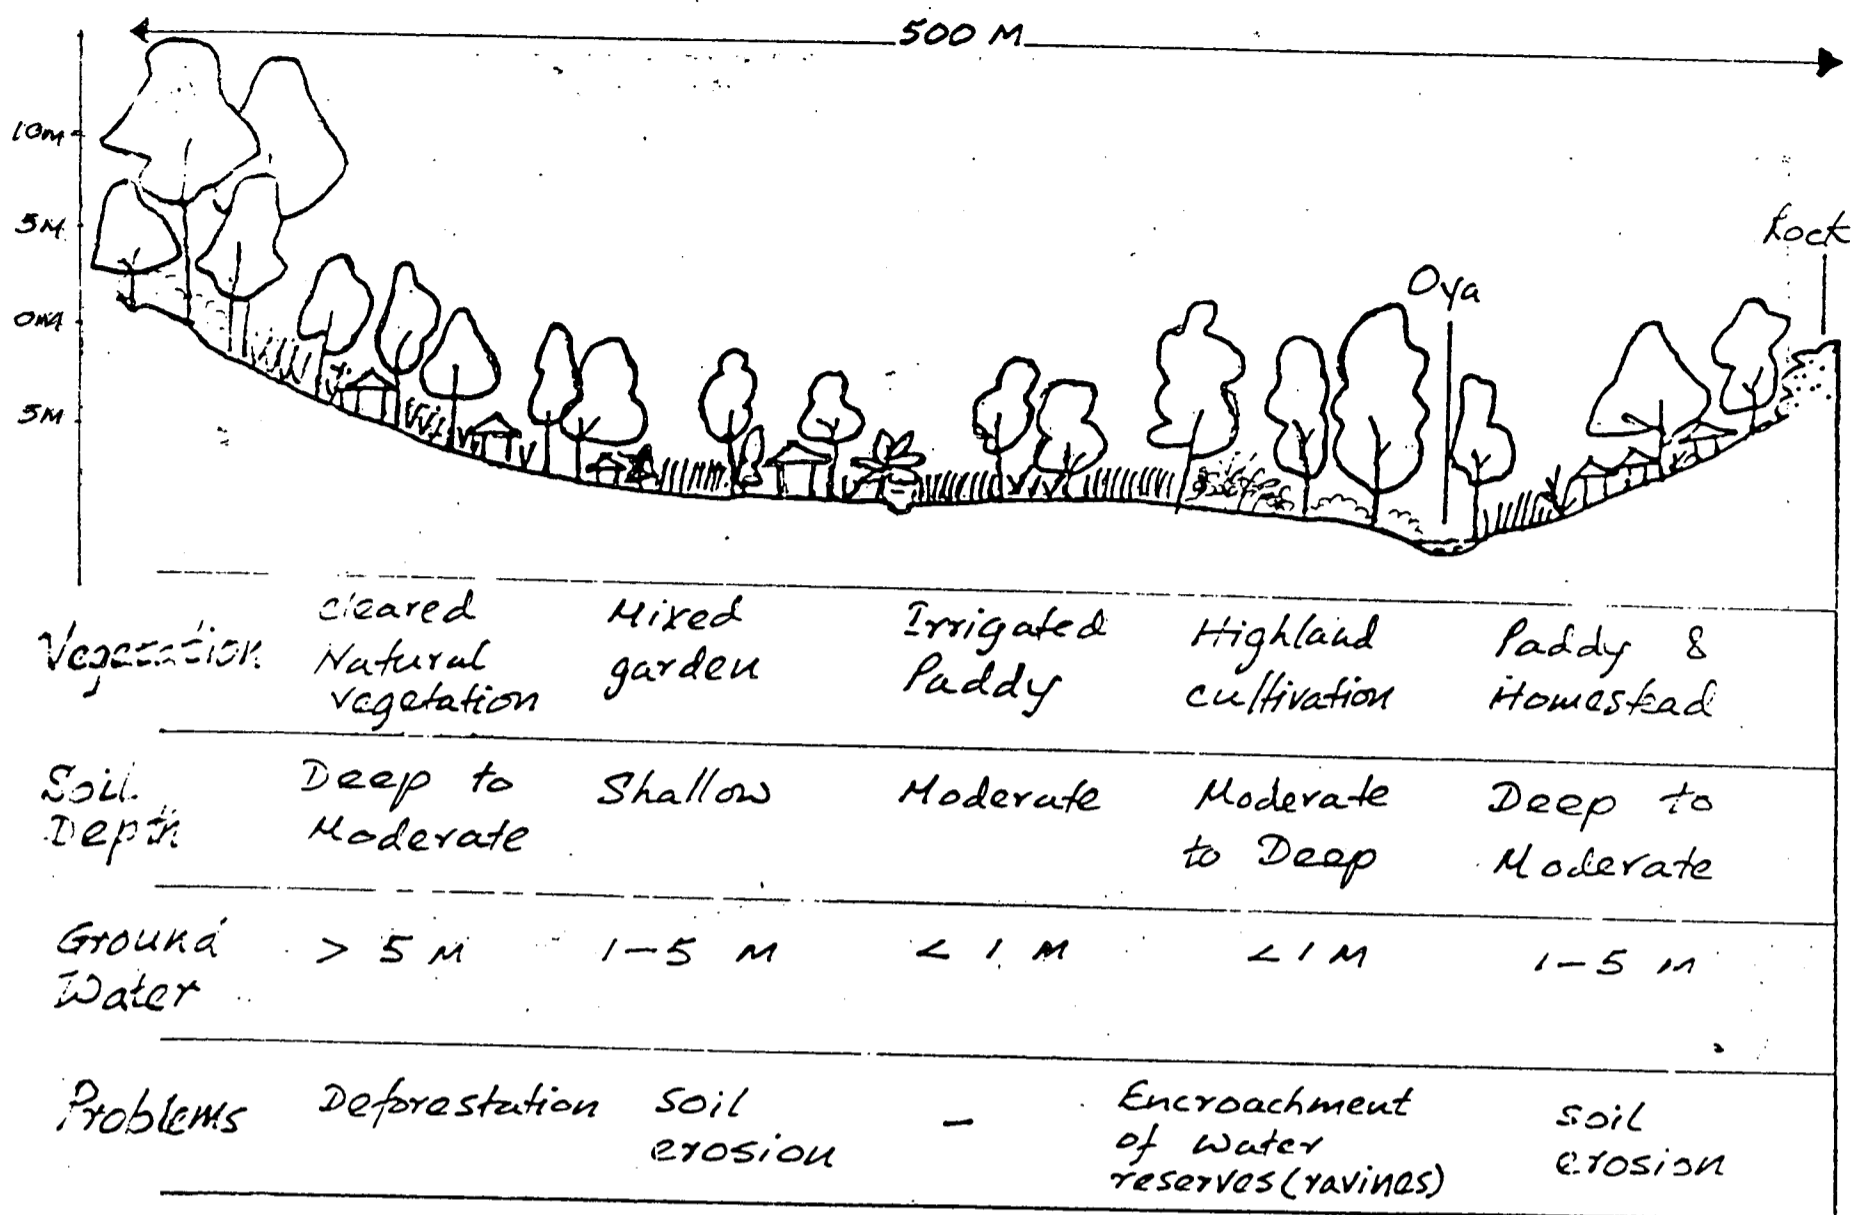 500 M
10m
5M
0M
5M
Rock
Oya
Vegetation
cleared
Natural
vegetation
Mixed
garden
Irrigated
Paddy
Highland
cultivation
Paddy &
Homestead
Soil
Depth
Deep to
Moderate
Shallow
Moderate
Moderate
to Deep
Deep to
Moderate
Ground
Water
> 5 M
1-5 M
< 1 M
<1 M
1-5 m
Problems
Deforestation
soil
erosion
-
Encroachment
of water
reserves (ravines)
soil
erosion